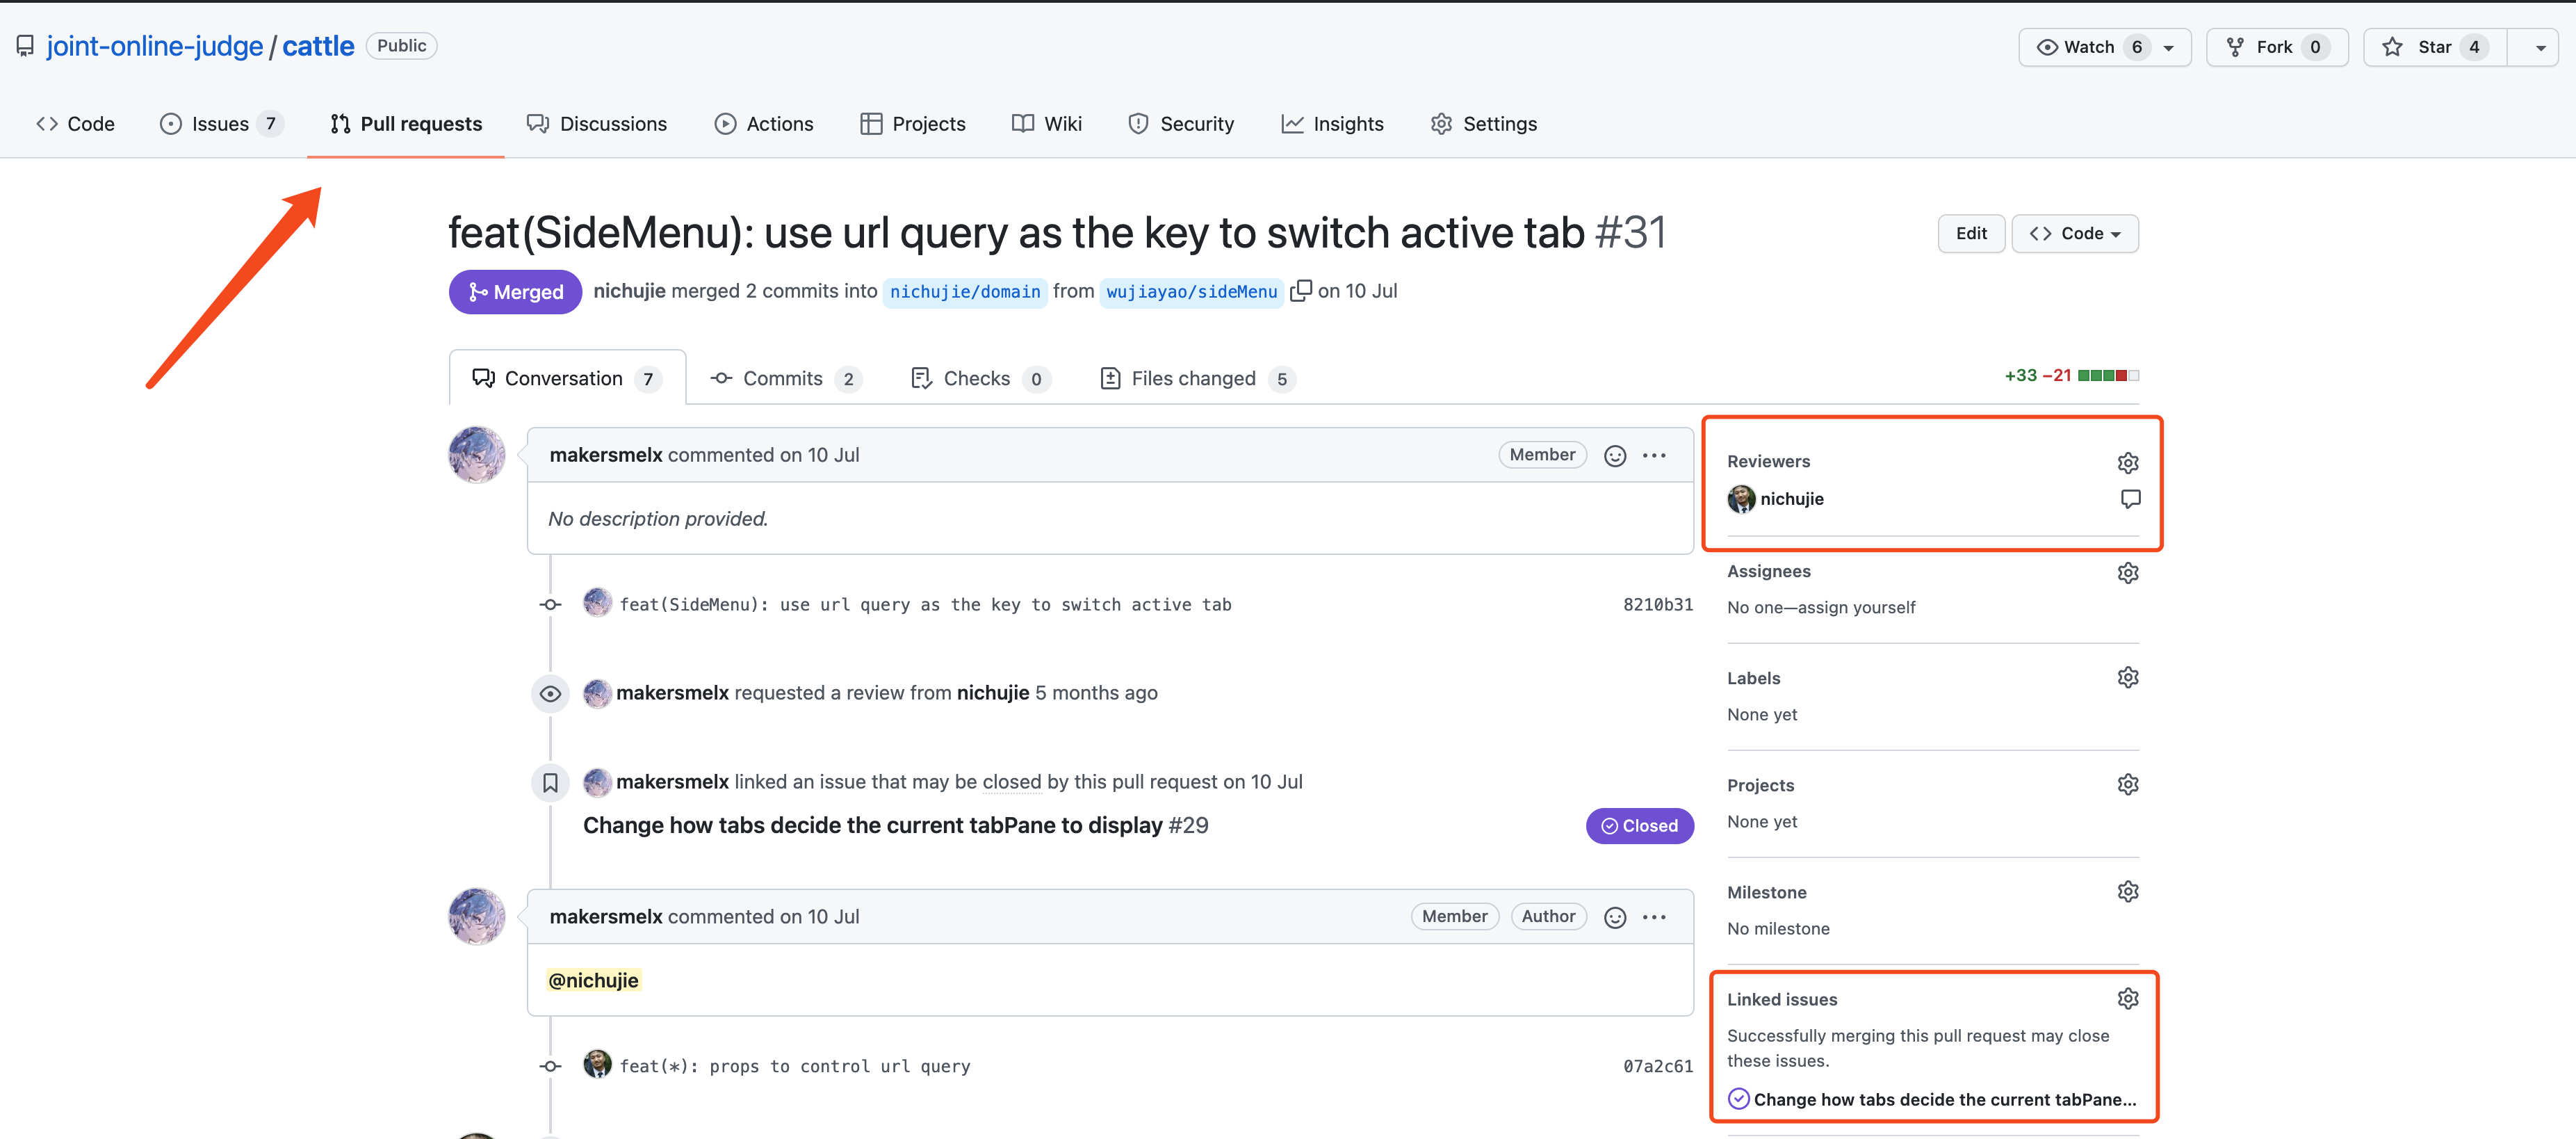 joint-online-judge / cattle Public
Watch 6 Fork 0 Star 4
Code Issues 7 Pull requests Discussions Actions Projects Wiki Security Insights Settings
feat(SideMenu): use url query as the key to switch active tab #31
Edit Code
Merged nichujie merged 2 commits into nichujie/domain from wujiayao/sideMenu on 10 Jul
Conversation 7 Commits 2 Checks 0 Files changed 5
+33 −21
makersmelx commented on 10 Jul Member
No description provided.
feat(SideMenu): use url query as the key to switch active tab 8210b31
makersmelx requested a review from nichujie 5 months ago
makersmelx linked an issue that may be closed by this pull request on 10 Jul
Change how tabs decide the current tabPane to display #29 Closed
makersmelx commented on 10 Jul Member Author
@nichujie
feat(*): props to control url query 07a2c61
Reviewers
nichujie
Assignees
No one—assign yourself
Labels
None yet
Projects
None yet
Milestone
No milestone
Linked issues
Successfully merging this pull request may close
these issues.
Change how tabs decide the current tabPane...